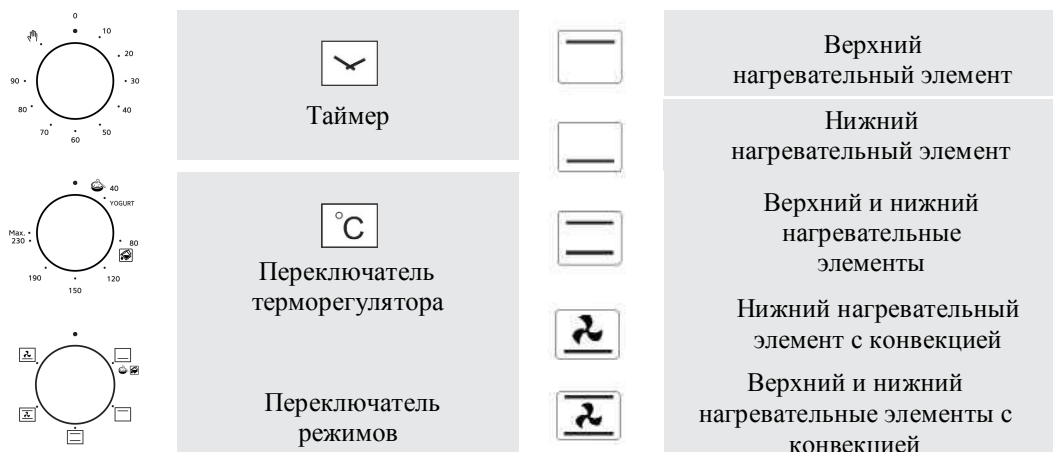 0
10
20
90
30
80
40
70
50
60
Таймер
40
YOGURT
Max.
230
80
190
120
150
°C
Переключатель
терморегулятора
Переключатель
режимов
Верхний
нагревательный элемент
Нижний
нагревательный элемент
Верхний и нижний
нагревательные
элементы
Нижний нагревательный
элемент с конвекцией
Верхний и нижний
нагревательные элементы с
конвекцией